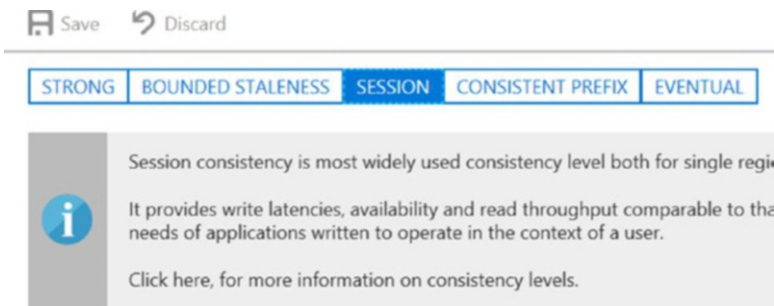 Save Discard
STRONG BOUNDED STALENESS SESSION CONSISTENT PREFIX EVENTUAL
Session consistency is most widely used consistency level both for single
It provides write latencies, availability and read throughput comparable to
needs of applications written to operate in the context of a user.
Click here, for more information on consistency levels.